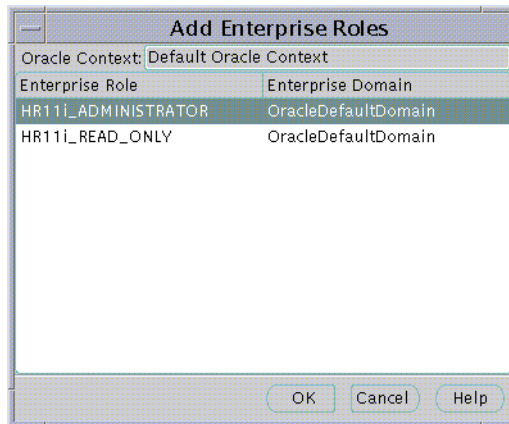 Add Enterprise Roles
Oracle Context: Default Oracle Context
Enterprise Role Enterprise Domain
HR11i_ADMINISTRATOR OracleDefaultDomain
HR11i_READ_ONLY OracleDefaultDomain
OK Cancel Help